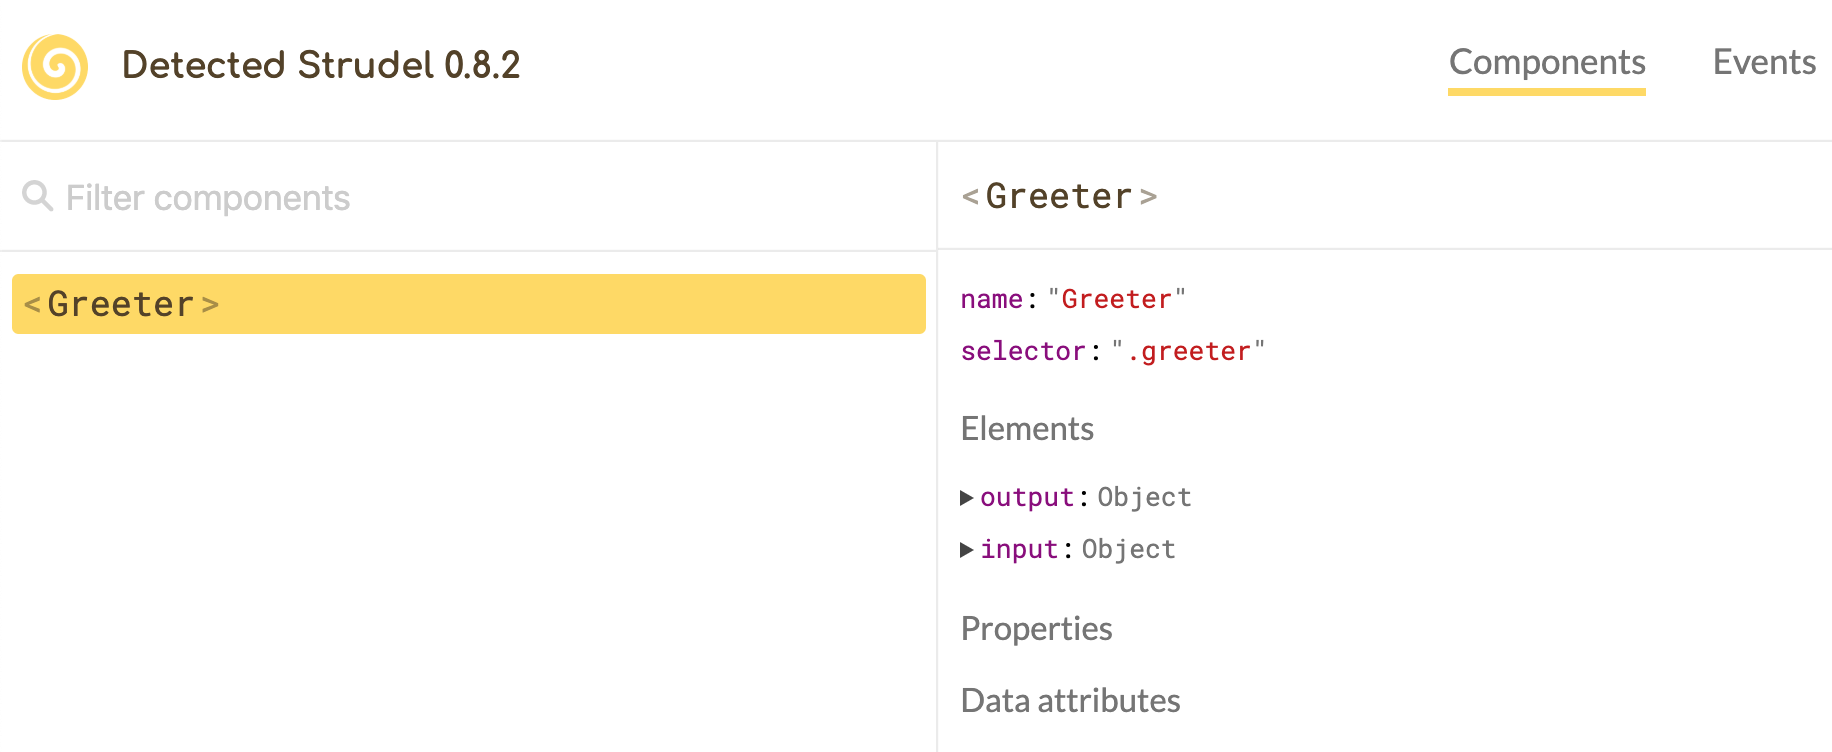 Detected Strudel 0.8.2
Components
Events
Filter components
<Greeter>
<Greeter>
name: "Greeter"
selector: ".greeter"
Elements
▶output: Object
▶input: Object
Properties
Data attributes